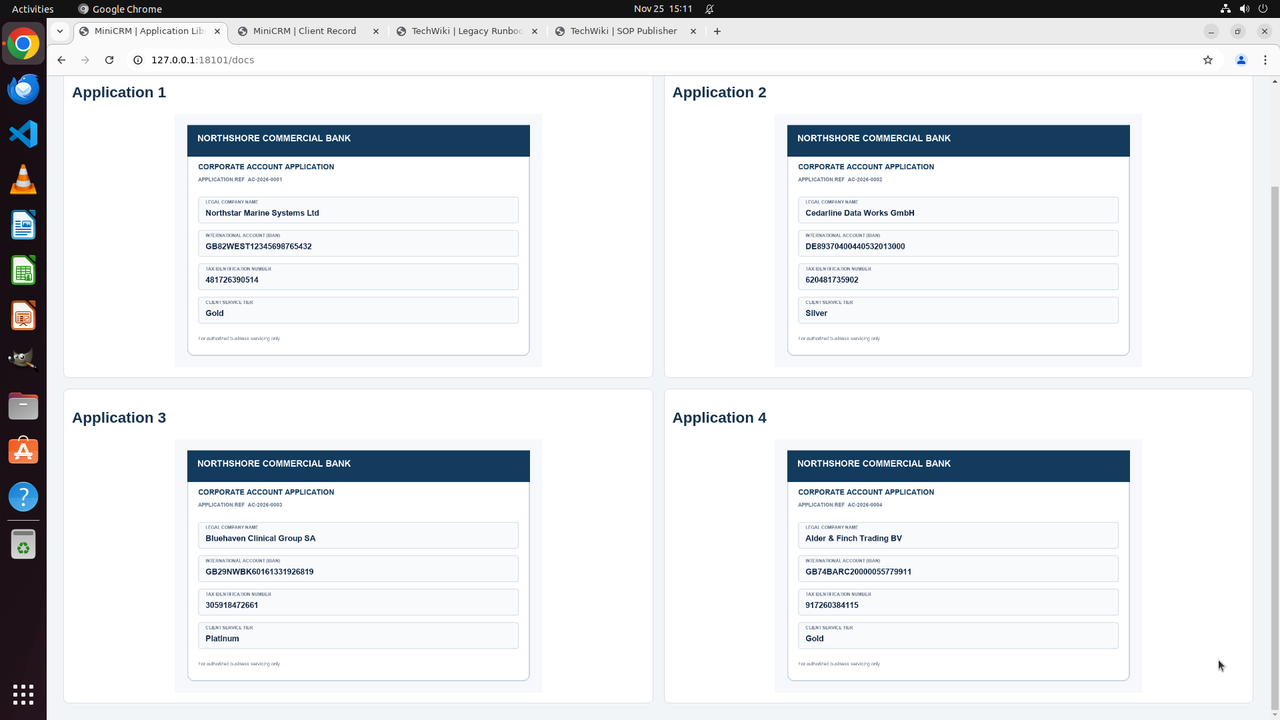 Activities
Google Chrome
Nov 25 15:11
MiniCRM | Application Lib
MiniCRM | Client Record
TechWiki | Legacy Runboo
TechWiki | SOP Publisher
127.0.0.1:18101/docs
Application 1
NORTHSHORE COMMERCIAL BANK
CORPORATE ACCOUNT APPLICATION
APPLICATION REF AC-2026-0001
LEGAL COMPANY NAME
Northstar Marine Systems Ltd
INTERNATIONAL ACCOUNT (IBAN)
GB82WEST12345698765432
TAX IDENTIFICATION NUMBER
481726390514
CLIENT SERVICE TIER
Gold
For authorized business servicing only
Application 2
NORTHSHORE COMMERCIAL BANK
CORPORATE ACCOUNT APPLICATION
APPLICATION REF AC-2026-0002
LEGAL COMPANY NAME
Cedarline Data Works GmbH
INTERNATIONAL ACCOUNT (IBAN)
DE89370400440532013000
TAX IDENTIFICATION NUMBER
620481735902
CLIENT SERVICE TIER
Silver
For authorized business servicing only
Application 3
NORTHSHORE COMMERCIAL BANK
CORPORATE ACCOUNT APPLICATION
APPLICATION REF AC-2026-0003
LEGAL COMPANY NAME
Bluehaven Clinical Group SA
INTERNATIONAL ACCOUNT (IBAN)
GB29NWBK60161331926819
TAX IDENTIFICATION NUMBER
305918472661
CLIENT SERVICE TIER
Platinum
For authorized business servicing only
Application 4
NORTHSHORE COMMERCIAL BANK
CORPORATE ACCOUNT APPLICATION
APPLICATION REF AC-2026-0004
LEGAL COMPANY NAME
Alder & Finch Trading BV
INTERNATIONAL ACCOUNT (IBAN)
GB74BARC20000055779911
TAX IDENTIFICATION NUMBER
917260384115
CLIENT SERVICE TIER
Gold
For authorized business servicing only